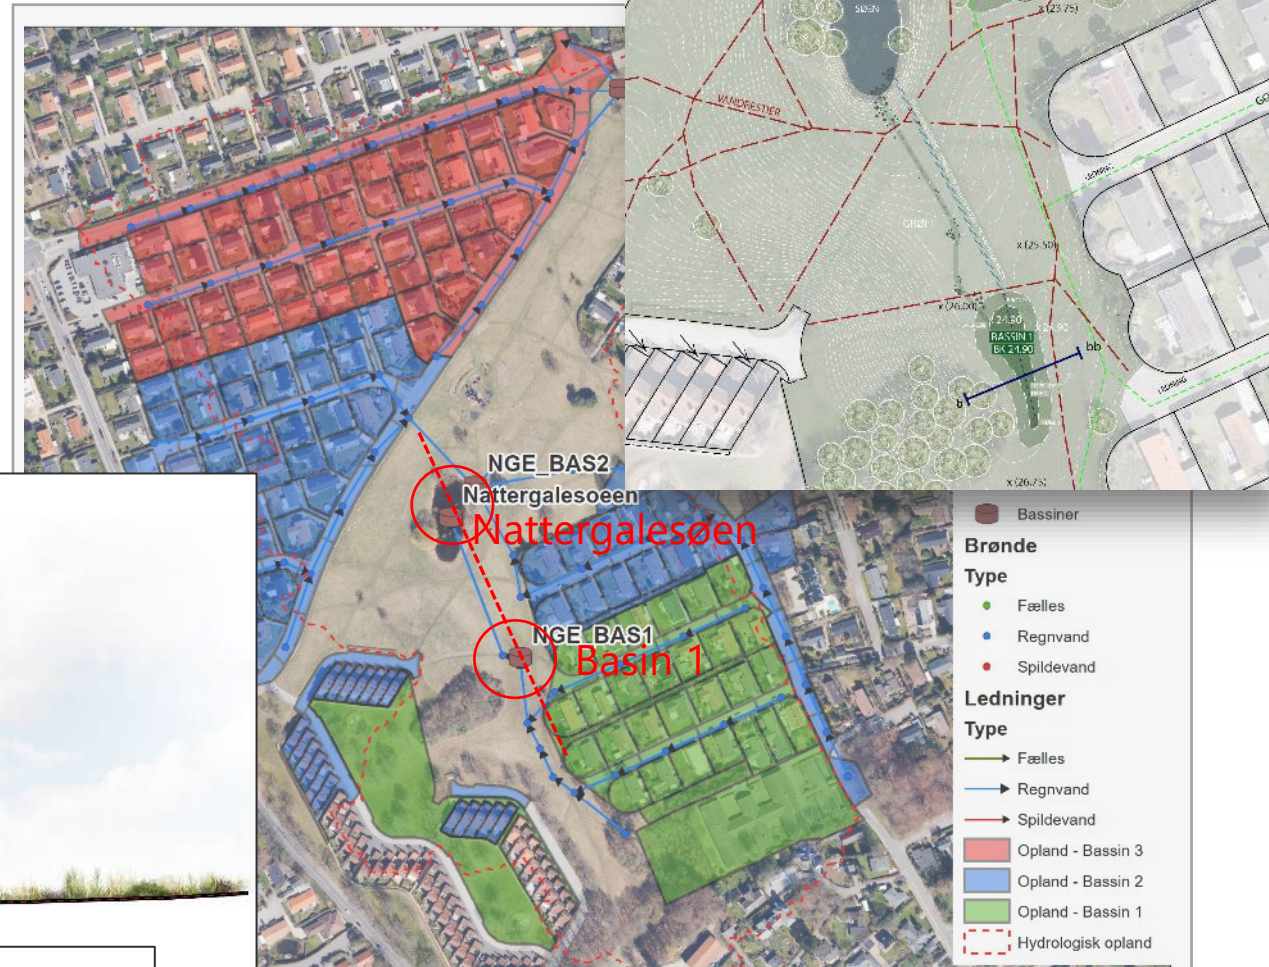 SØEN
x (23.75)
VANDRESTIER
LEDNING
GRØFT
x (25.50)
x (26.00)
24.90
BASSIN 1
BK 24.90
bb
b
LEDNING
x (26.75)
NGE_BAS2
Nattergalesoeen
Nattergalesøen
NGE_BAS1
Basin 1
Bassiner
Brønde
Type
Fælles
Regnvand
Spildevand
Ledninger
Type
Fælles
Regnvand
Spildevand
Opland - Bassin 3
Opland - Bassin 2
Opland - Bassin 1
Hydrologisk opland